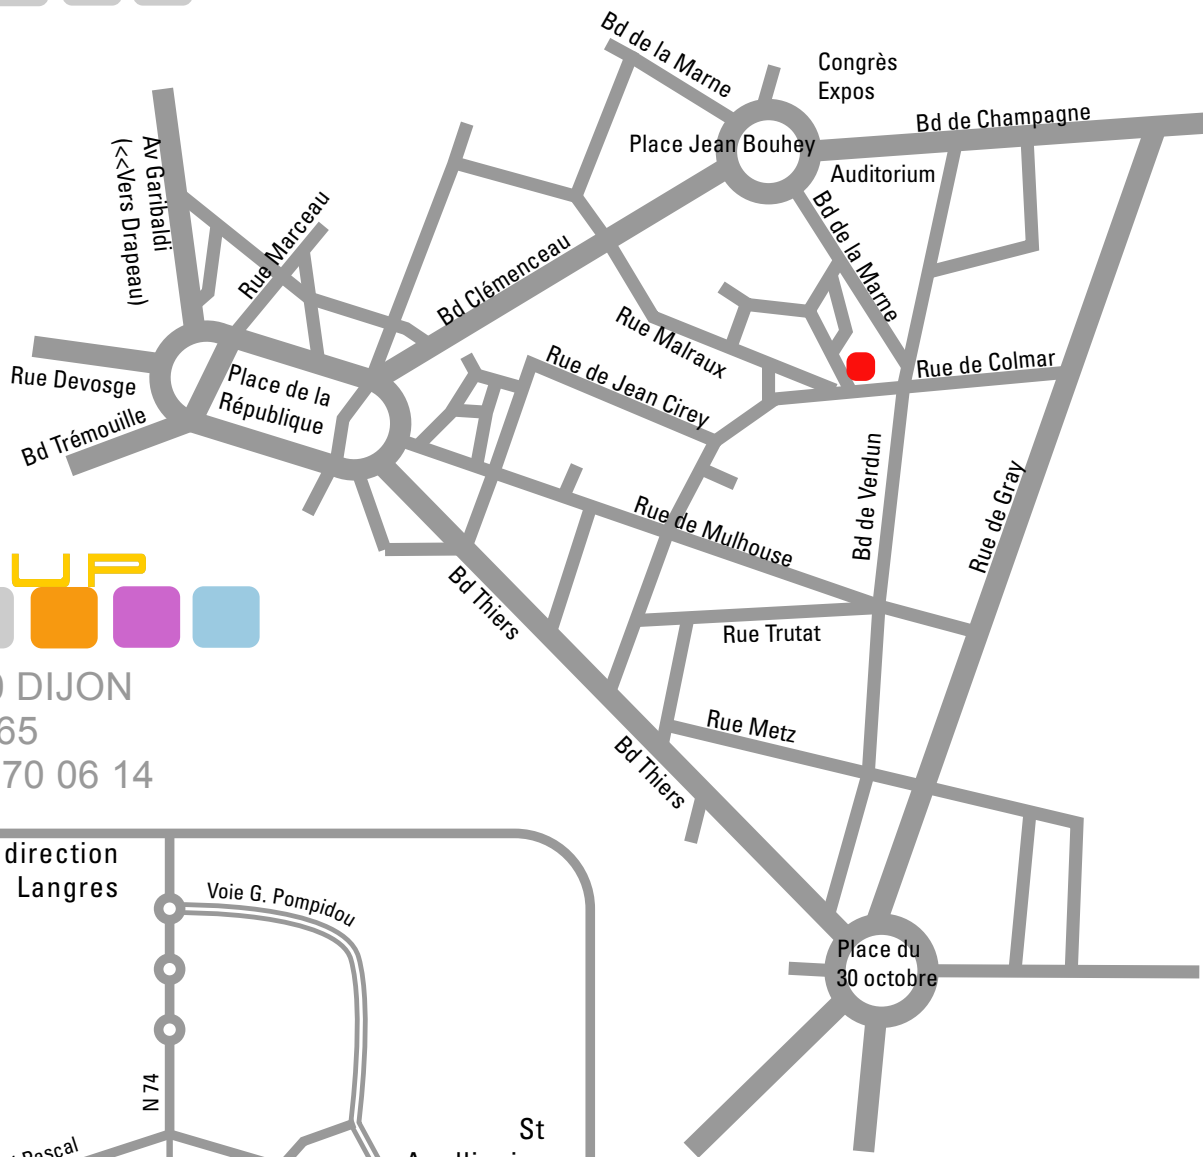 Bd de la Marne
Congrès
Expos
Bd de Champagne
Place Jean Bouhey
Auditorium
Av Garibaldi
(<<Vers Drapeau)
Rue Marceau
Bd de la Marne
Bd Clémenceau
Rue Malraux
Rue de Colmar
Rue de Jean Cirey
Rue Devosge
Place de la
République
Bd Trémouille
Bd de Verdun
Rue de Gray
Rue de Mulhouse
UP
Bd Thiers
Rue Trutat
DIJON
65
70 06 14
Rue Metz
Bd Thiers
direction
Langres
Voie G. Pompidou
Place du
30 octobre
N 74
St
Pascal